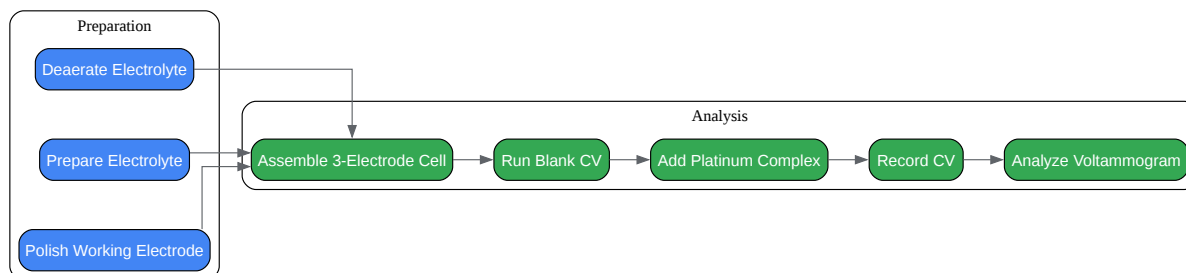 Preparation
Deaerate Electrolyte
Prepare Electrolyte
Polish Working Electrode
Analysis
Assemble 3-Electrode Cell
Run Blank CV
Add Platinum Complex
Record CV
Analyze Voltammogram